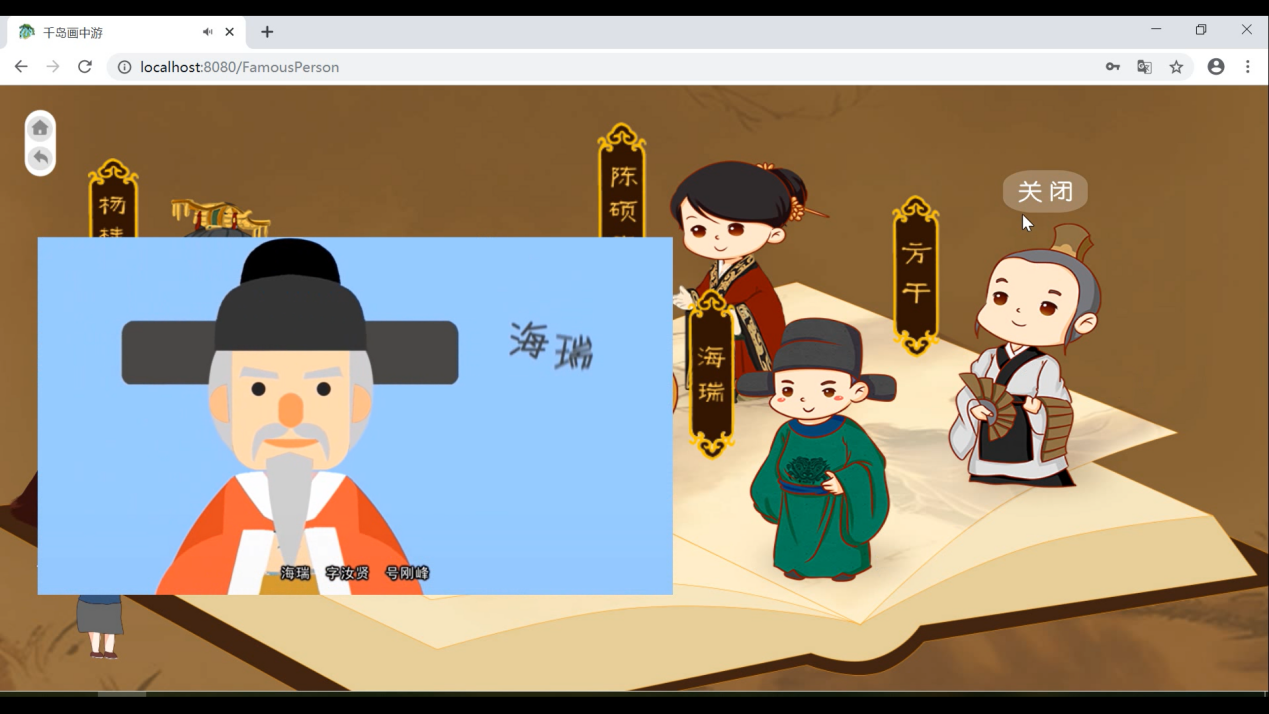 千岛画中游
localhost:8080/FamousPerson
关闭
杨
陈硕
方干
海瑞
海瑞
海瑞 字汝贤 号刚峰